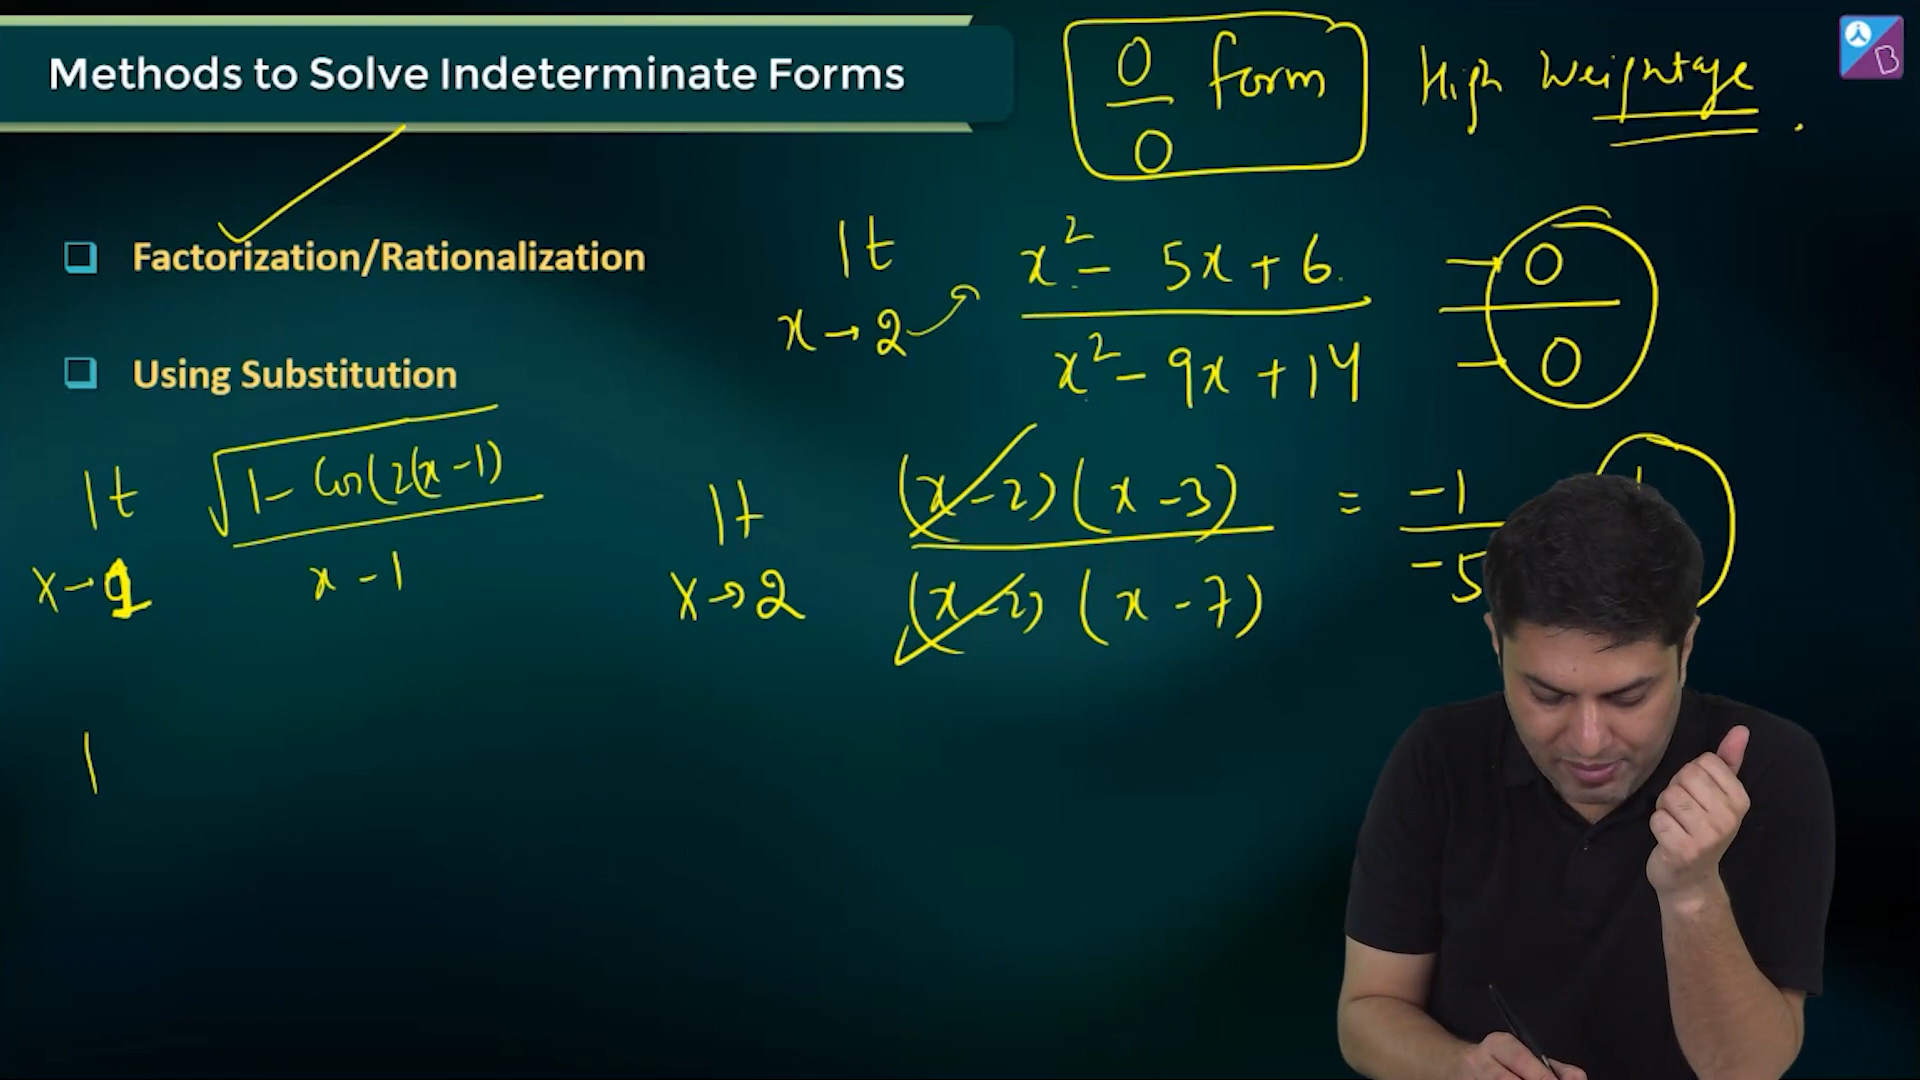 Methods to Solve Indeterminate Forms
0/0 form
High Weightage.
Factorization/Rationalization
Using Substitution
lt x→2 (x² - 5x + 6)/(x² - 9x + 14) → 0 / → 0
lt x→1 √(1 - Cos(2(x-1)) / x - 1
lt x→2 (x-2)(x-3)/(x-2)(x-7) = -1/-5
l
B